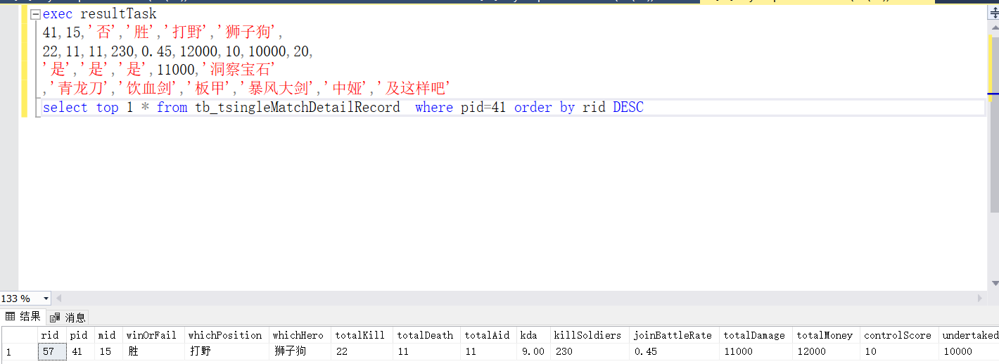 exec resultTask
41,15,'否','胜','打野','狮子狗',
22,11,11,230,0.45,12000,10,10000,20,
'是','是','是',11000,'洞察宝石'
,'青龙刀','饮血剑','板甲','暴风大剑','中娅','及这样吧'
select top 1 * from tb_tsingleMatchDetailRecord  where pid=41 order by rid DESC
133 %
结果 消息
rid pid mid winOrFail whichPosition whichHero totalKill totalDeath totalAid kda killSoldiers joinBattleRate totalDamage totalMoney controlScore undertaked
1 57 41 15 胜 打野 狮子狗 22 11 11 9.00 230 0.45 11000 12000 10 10000